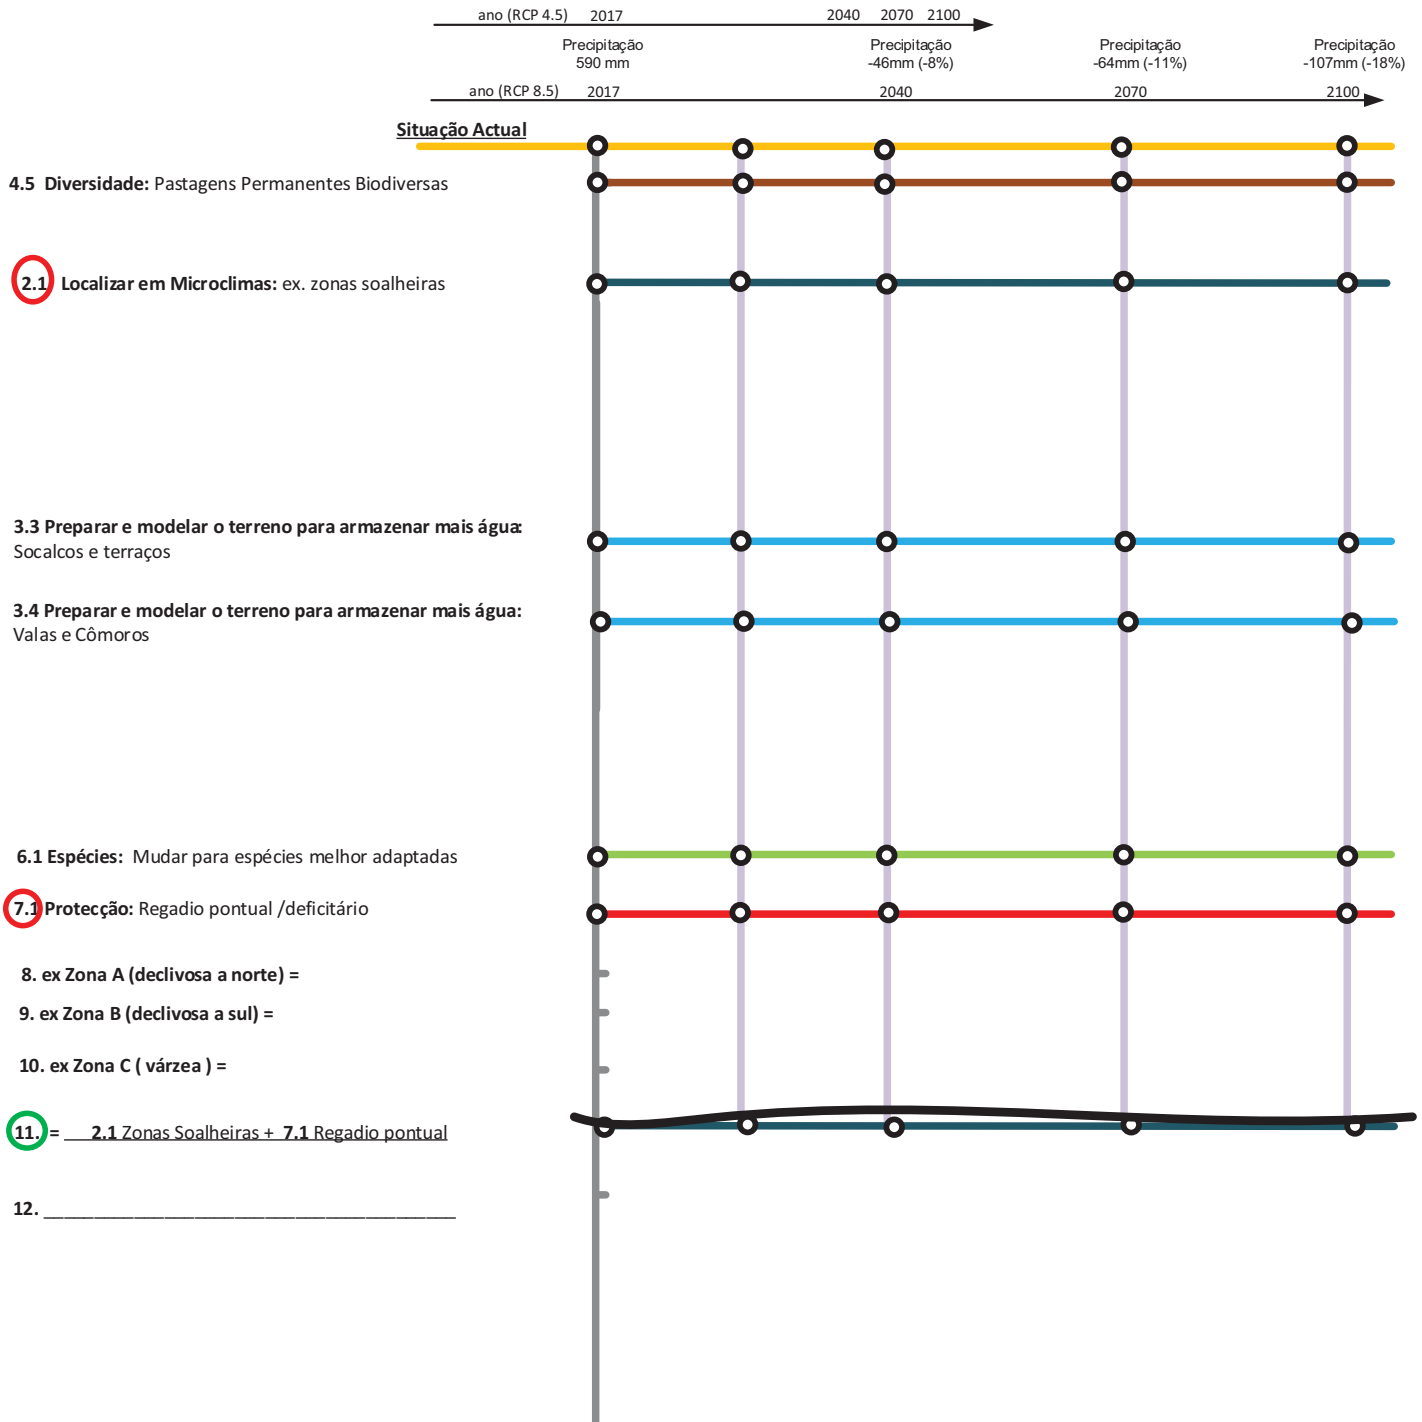 ano (RCP 4.5) 2017 2040 2070 2100
Precipitação Precipitação Precipitação Precipitação
590 mm -46mm (-8%) -64mm (-11%) -107mm (-18%)
ano (RCP 8.5) 2017 2040 2070 2100
Situação Actual
4.5 Diversidade: Pastagens Permanentes Biodiversas
2.1 Localizar em Microclimas: ex. zonas soalheiras
3.3 Preparar e modelar o terreno para armazenar mais água:
Socalcos e terraços
3.4 Preparar e modelar o terreno para armazenar mais água:
Valas e Cômoros
6.1 Espécies: Mudar para espécies melhor adaptadas
7.1 Protecção: Regadio pontual /deficitário
8. ex Zona A (declivosa a norte) =
9. ex Zona B (declivosa a sul) =
10. ex Zona C ( várzea ) =
11. = 2.1 Zonas Soalheiras + 7.1 Regadio pontual
12. ________________________________________